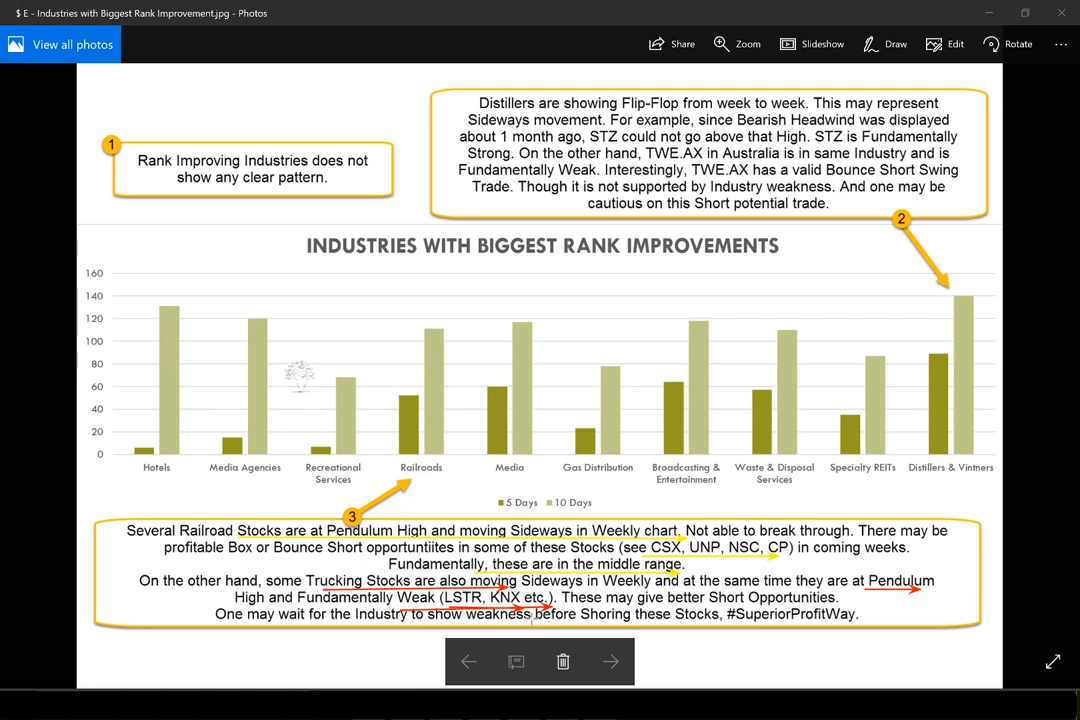 $ E - Industries with Biggest Rank Improvement.jpg - Photos
View all photos
Share
Zoom
Slideshow
Draw
Edit
Rotate
1
Rank Improving Industries does not
show any clear pattern.
Distillers are showing Flip-Flop from week to week. This may represent
Sideways movement. For example, since Bearish Headwind was displayed
about 1 month ago, STZ could not go above that High. STZ is Fundamentally
Strong. On the other hand, TWE.AX in Australia is in same Industry and is
Fundamentally Weak. Interestingly, TWE.AX has a valid Bounce Short Swing
Trade. Though it is not supported by Industry weakness. And one may be
cautious on this Short potential trade.
2
INDUSTRIES WITH BIGGEST RANK IMPROVEMENTS
160
140
120
100
80
60
40
20
0
Hotels
Media Agencies
Recreational
Services
Railroads
Media
Gas Distribution
Broadcasting &
Entertainment
Waste & Disposal
Services
Specialty REITs
Distillers & Vintners
5 Days
10 Days
3
Several Railroad Stocks are at Pendulum High and moving Sideways in Weekly chart. Not able to break through. There may be
profitable Box or Bounce Short opportuntiites in some of these Stocks (see CSX, UNP, NSC, CP) in coming weeks.
Fundamentally, these are in the middle range.
On the other hand, some Trucking Stocks are also moving Sideways in Weekly and at the same time they are at Pendulum
High and Fundamentally Weak (LSTR, KNX etc.). These may give better Short Opportunities.
One may wait for the Industry to show weakness before Shoring these Stocks, #SuperiorProfitWay.